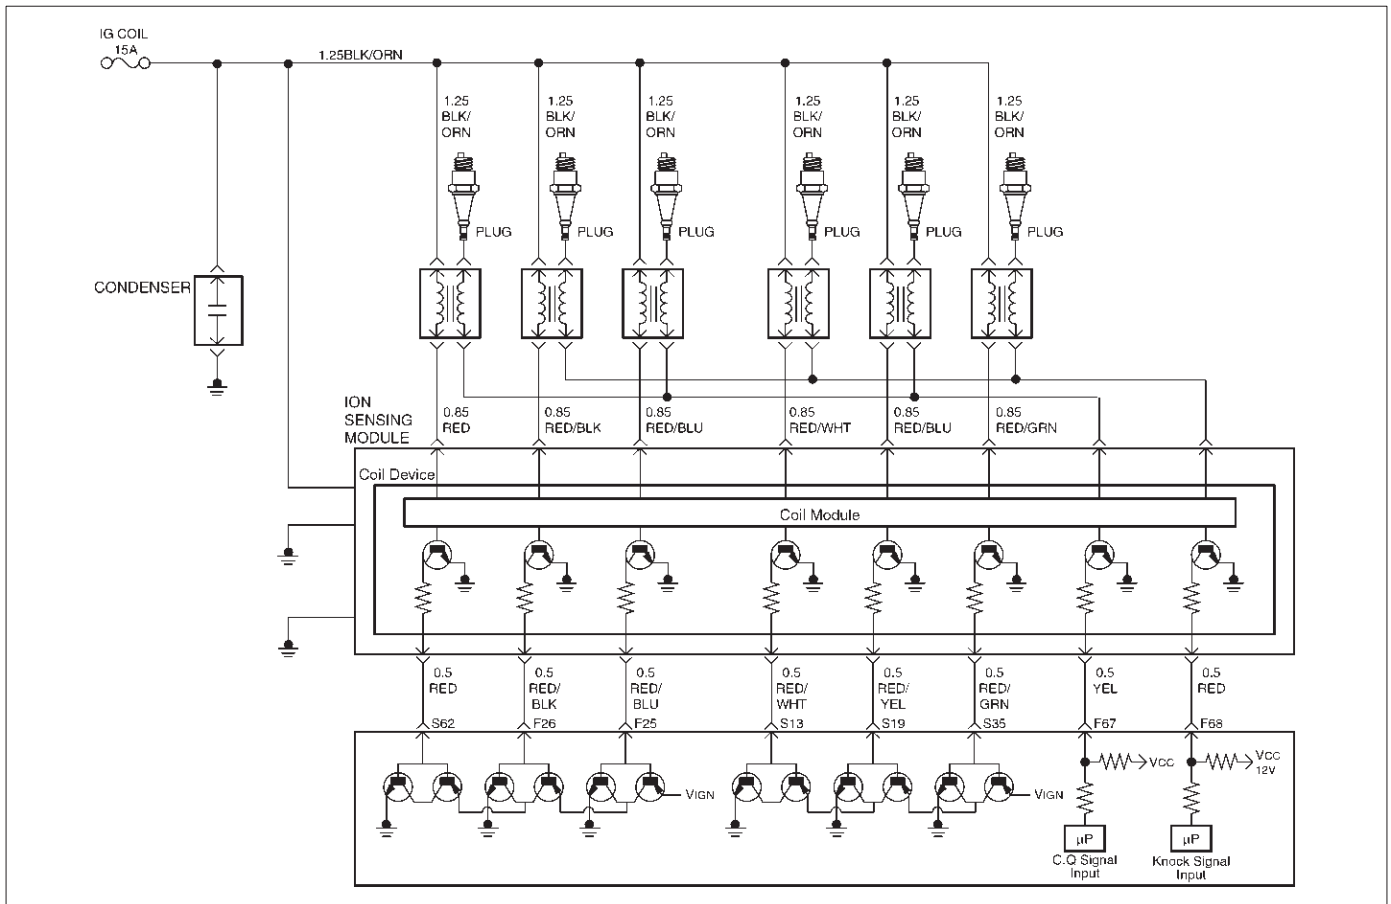 IG COIL
15A
1.25BLK/ORN
1.25
BLK/
ORN
1.25
BLK/
ORN
1.25
BLK/
ORN
1.25
BLK/
ORN
1.25
BLK/
ORN
1.25
BLK/
ORN
PLUG
PLUG
PLUG
PLUG
PLUG
PLUG
CONDENSER
ION
SENSING
MODULE
0.85
RED
0.85
RED/BLK
0.85
RED/BLU
0.85
RED/WHT
0.85
RED/BLU
0.85
RED/GRN
Coil Device
Coil Module
0.5
RED
0.5
RED/
BLK
0.5
RED/
BLU
0.5
RED/
WHT
0.5
RED/
YEL
0.5
RED/
GRN
0.5
YEL
0.5
RED
S62
F26
F25
S13
S19
S35
F67
F68
VIGN
VIGN
VCC
VCC
12V
µP
C.Q Signal
Input
µP
Knock Signal
Input